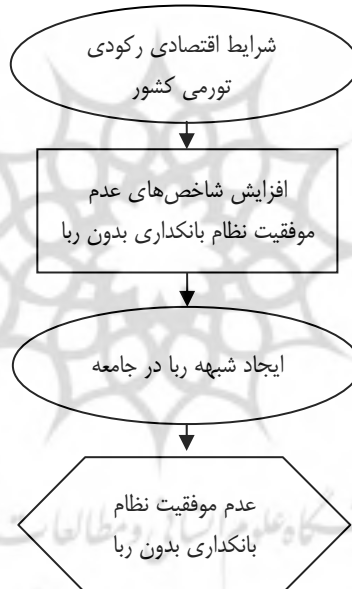 شرایط اقتصادی رکودی
تورمی کشور
افزایش شاخص‌های عدم
موفقیت نظام بانکداری بدون ربا
ایجاد شبهه ربا در جامعه
عدم موفقیت نظام
بانکداری بدون ربا